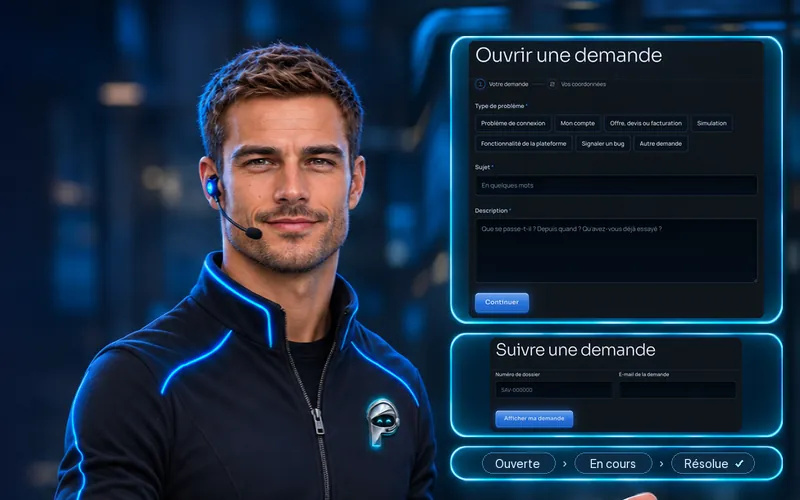 Ouvrir une demande
1 Votre demande
Vos coordonnées
Type de problème *
Problème de connexion
Mon compte
Offre, devis ou facturation
Simulation
Fonctionnalité de la plateforme
Signaler un bug
Autre demande
Sujet *
En quelques mots
Description *
Que se passe-t-il ? Depuis quand ? Qu'avez-vous déjà essayé ?
Continuer
Suivre une demande
Numéro de dossier
E-mail de la demande
SAV-000000
Afficher ma demande
Ouverte › En cours › Résolue ✓